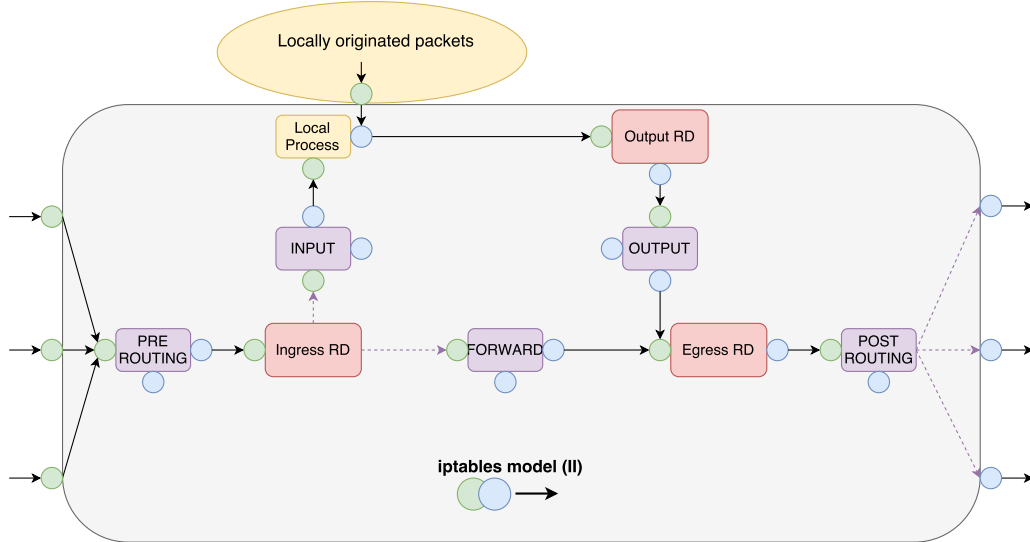 Locally originated packets
Local
Process
Output RD
INPUT
OUTPUT
PRE
ROUTING
Ingress RD
FORWARD
Egress RD
POST
ROUTING
iptables model (II)